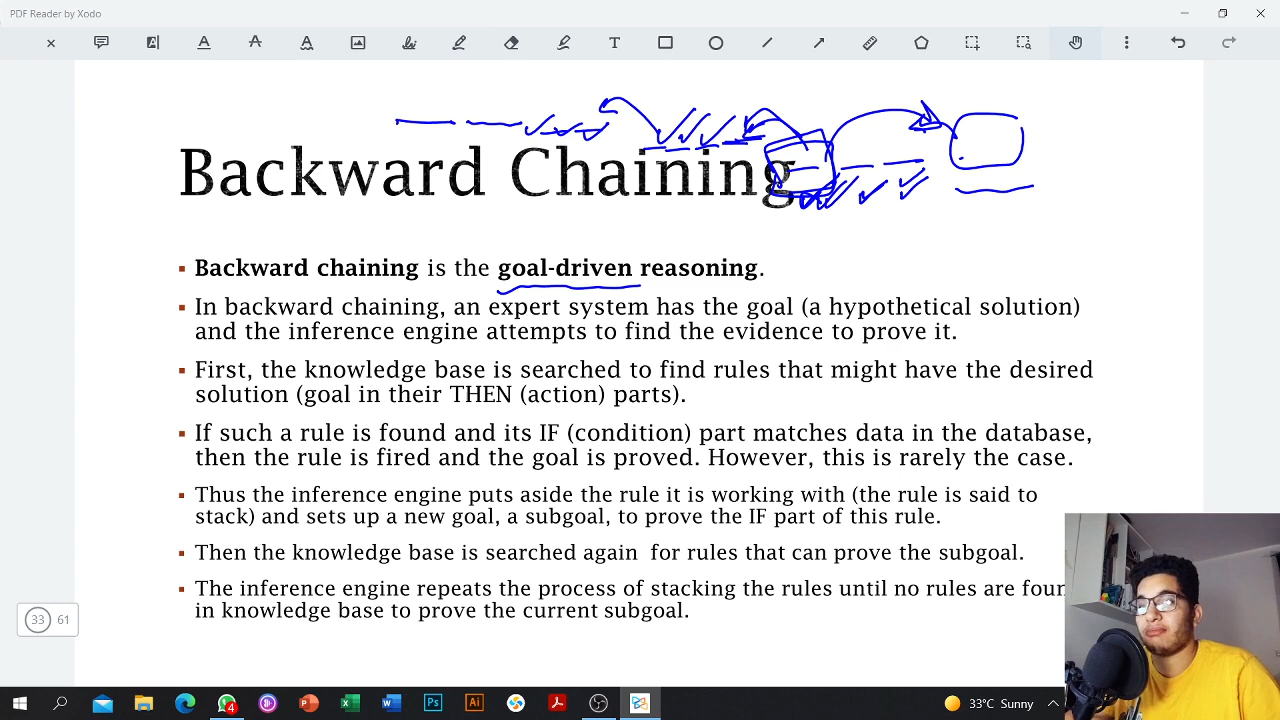 PDF Reader by Xodo
Backward Chaining
Backward chaining is the goal-driven reasoning.
In backward chaining, an expert system has the goal (a hypothetical solution)
and the inference engine attempts to find the evidence to prove it.
First, the knowledge base is searched to find rules that might have the desired
solution (goal in their THEN (action) parts).
If such a rule is found and its IF (condition) part matches data in the database,
then the rule is fired and the goal is proved. However, this is rarely the case.
Thus the inference engine puts aside the rule it is working with (the rule is said to
stack) and sets up a new goal, a subgoal, to prove the IF part of this rule.
Then the knowledge base is searched again for rules that can prove the subgoal.
The inference engine repeats the process of stacking the rules until no rules are
in knowledge base to prove the current subgoal.
33 61
4
33°C Sunny